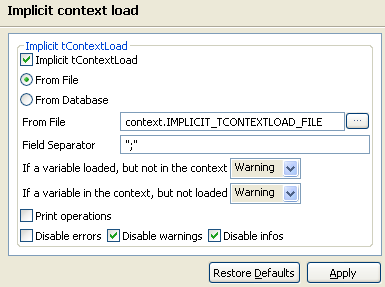 Implicit context load
Implicit tContextLoad
Implicit tContextLoad
From File
From Database
From File context.IMPLICIT_TCONTEXTLOAD_FILE ...
Field Separator ";"
If a variable loaded, but not in the context Warning
If a variable in the context, but not loaded Warning
Print operations
Disable errors Disable warnings Disable infos
Restore Defaults Apply